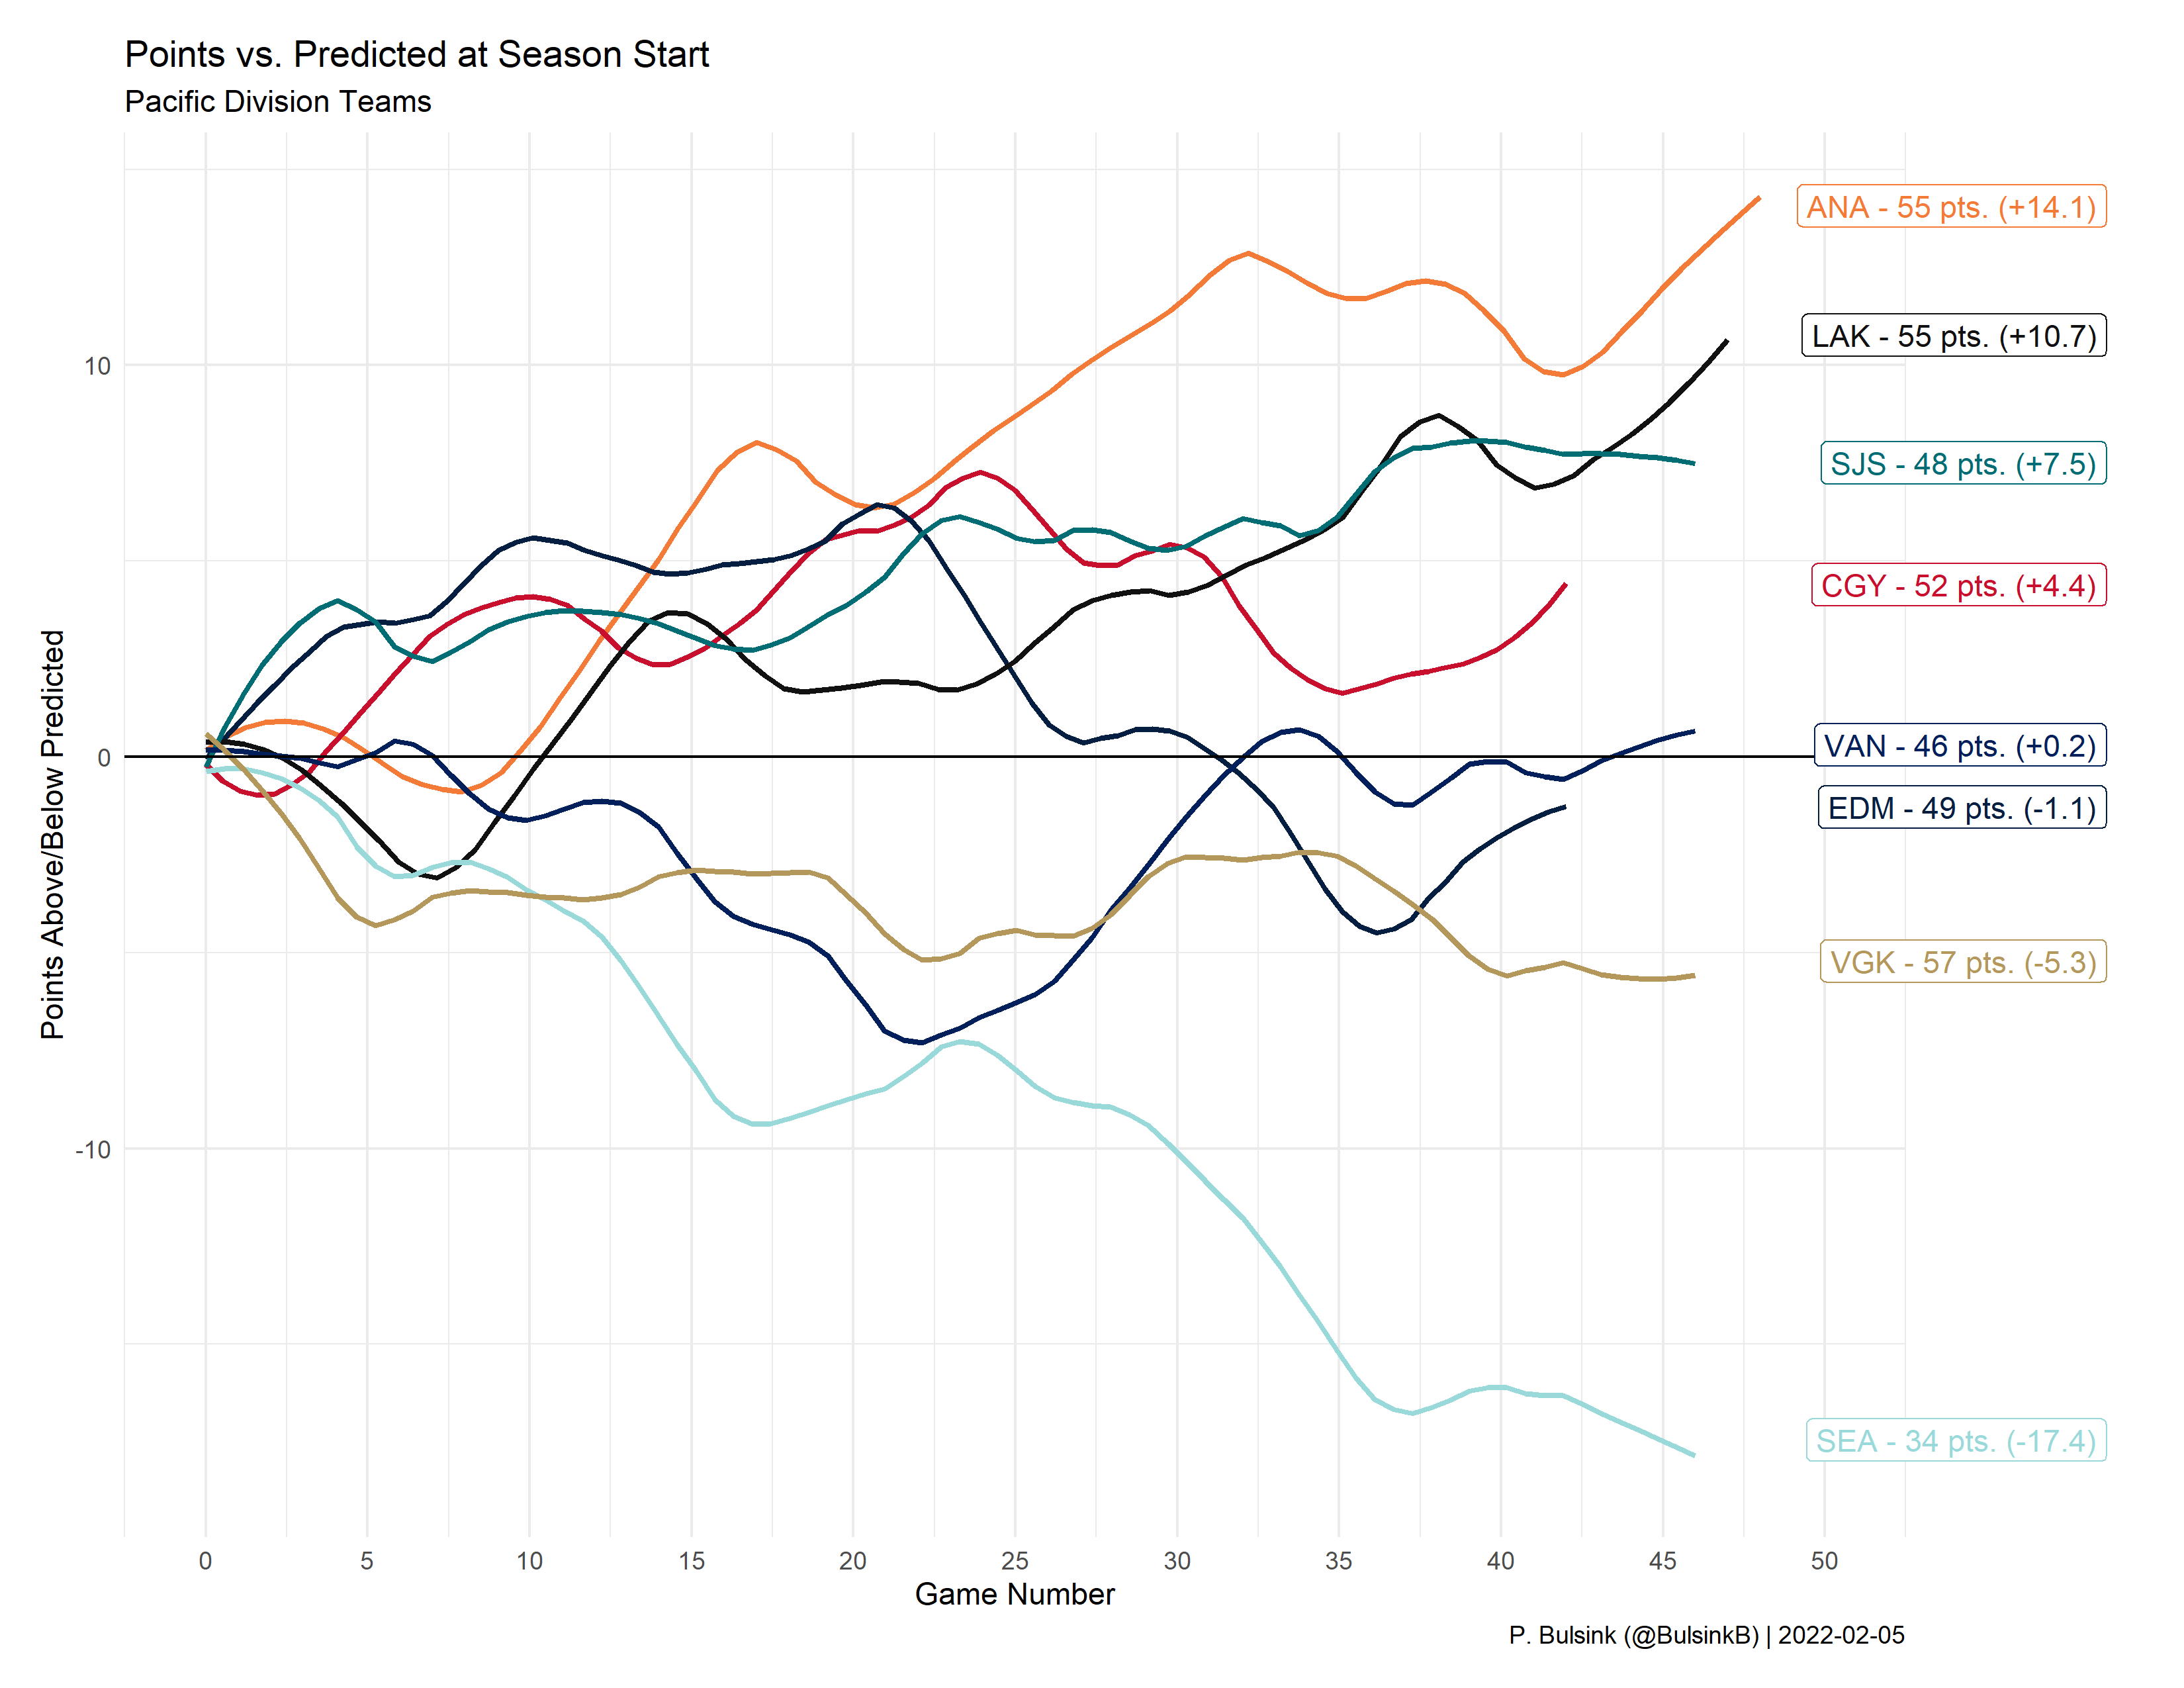 Points vs. Predicted at Season Start
Pacific Division Teams
Points Above/Below Predicted
10
0
-10
ANA - 55 pts. (+14.1)
LAK - 55 pts. (+10.7)
SJS - 48 pts. (+7.5)
CGY - 52 pts. (+4.4)
VAN - 46 pts. (+0.2)
EDM - 49 pts. (-1.1)
VGK - 57 pts. (-5.3)
SEA - 34 pts. (-17.4)
0 5 10 15 20 25 30 35 40 45 50
Game Number
P. Bulsink (@BulsinkB) | 2022-02-05